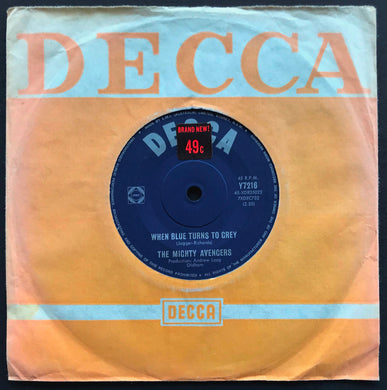 DECCA
DECCA
BRAND NEW!
49c
45 R.P.M.
Y7216
WHEN BLUE TURNS TO GREY
(Jagger-Richards)
THE MIGHTY AVENGERS
Production: Andrew Loog
Oldham
DECCA